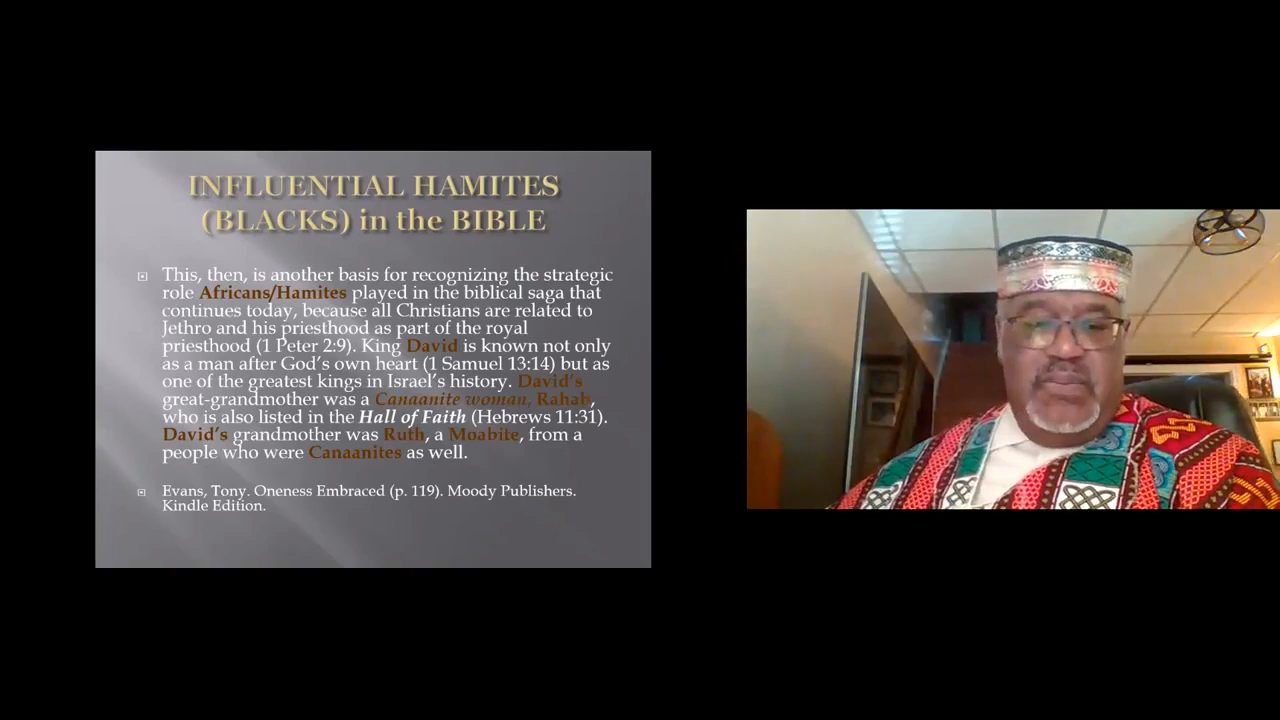 INFLUENTIAL HAMITES
(BLACKS) in the BIBLE
This, then, is another basis for recognizing the strategic
role Africans/Hamites played in the biblical saga that
continues today, because all Christians are related to
Jethro and his priesthood as part of the royal
priesthood (1 Peter 2:9). King David is known not only
as a man after God's own heart (1 Samuel 13:14) but as
one of the greatest kings in Israel's history. David's
great-grandmother was a Canaanite woman, Rahab,
who is also listed in the Hall of Faith (Hebrews 11:31).
David's grandmother was Ruth, a Moabite, from a
people who were Canaanites as well.
Evans, Tony. Oneness Embraced (p. 119). Moody Publishers.
Kindle Edition.